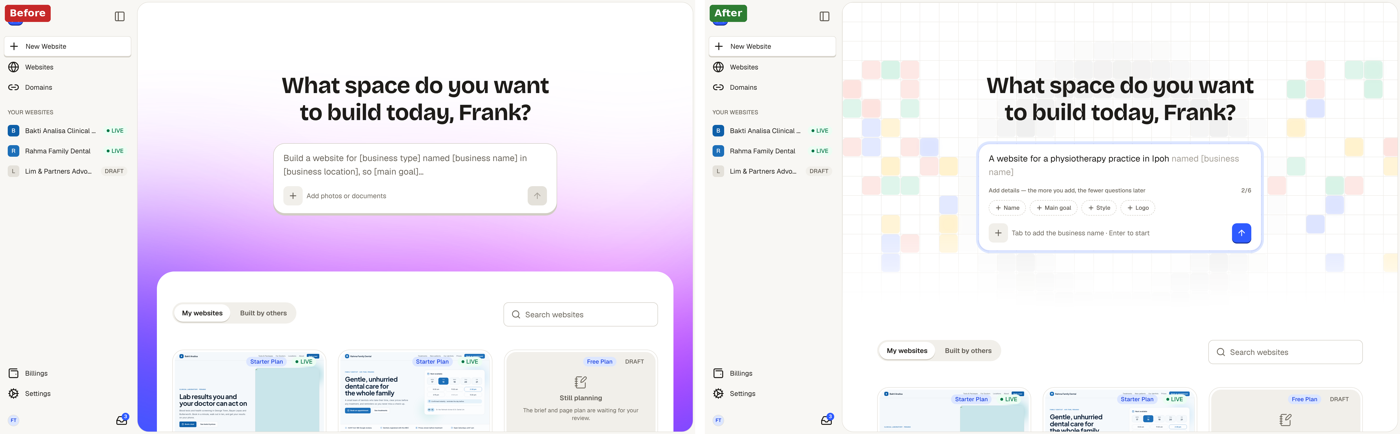 Before
New Website
Websites
Domains
YOUR WEBSITES
B Bakti Analisa Clinical ... LIVE
R Rahma Family Dental LIVE
L Lim & Partners Advo... DRAFT
Billings
Settings
FT
What space do you want
to build today, Frank?
Build a website for [business type] named [business name] in
[business location], so [main goal]...
Add photos or documents
My websites
Built by others
Search websites
Starter Plan
LIVE
Lab results you and
your doctor can act on
Starter Plan
LIVE
Gentle, unhurried
dental care for
the whole family
Free Plan
DRAFT
Still planning
The brief and page plan are waiting for your
review.
After
New Website
Websites
Domains
YOUR WEBSITES
B Bakti Analisa Clinical ... LIVE
R Rahma Family Dental LIVE
L Lim & Partners Advo... DRAFT
Billings
Settings
FT
What space do you want
to build today, Frank?
A website for a physiotherapy practice in Ipoh named [business
name]
Add details — the more you add, the fewer questions later
2/6
Name
Main goal
Style
Logo
Tab to add the business name · Enter to start
My websites
Built by others
Search websites
Starter Plan
LIVE
Starter Plan
LIVE
Gentle, unhurried
dental care for
the whole family
Free Plan
DRAFT